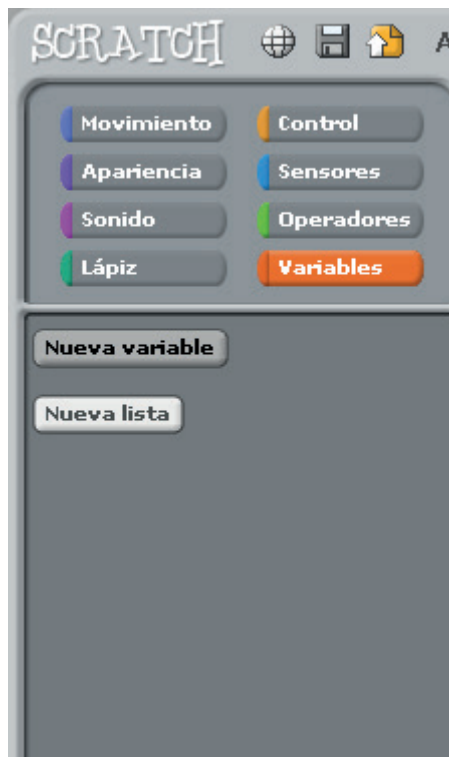 SCRATCH A
Movimiento Control
Apariencia Sensores
Sonido Operadores
Lápiz Variables
Nueva variable
Nueva lista